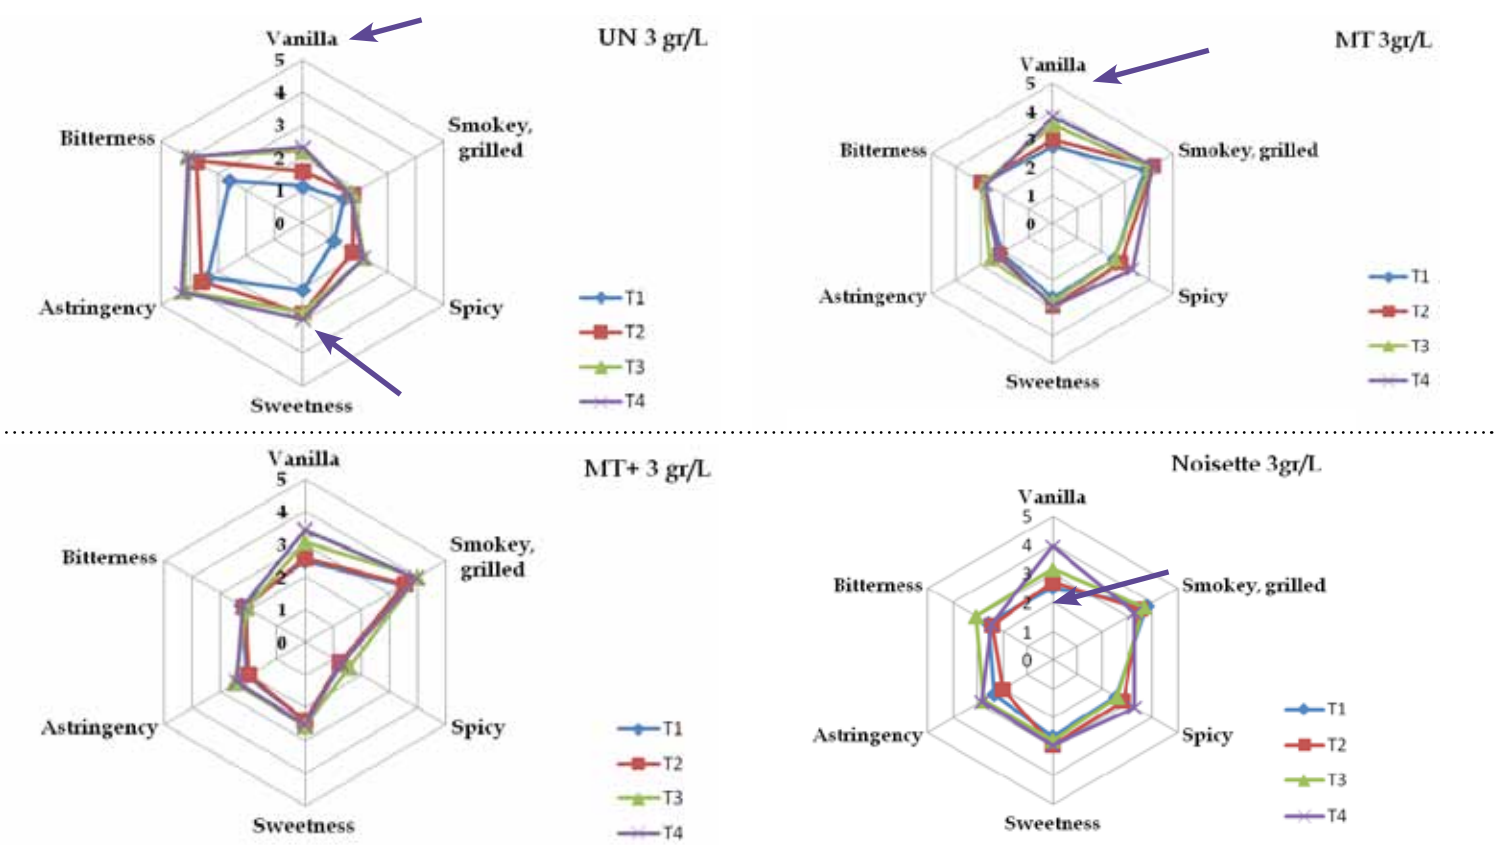 Vanilla
UN 3 gr/L
5
4
3
2
1
0
Smokey,
grilled
Bitterness
Astringency
Spicy
Sweetness
T1
T2
T3
T4
MT 3gr/L
Vanilla
5
4
3
2
1
0
Bitterness
Smokey, grilled
Astringency
Spicy
Sweetness
T1
T2
T3
T4
Vanilla
MT+ 3 gr/L
5
4
3
2
1
0
Smokey,
grilled
Bitterness
Astringency
Spicy
Sweetness
T1
T2
T3
T4
Noisette 3gr/L
Vanilla
5
4
3
2
1
0
Bitterness
Smokey, grilled
Astringency
Spicy
Sweetness
T1
T2
T3
T4